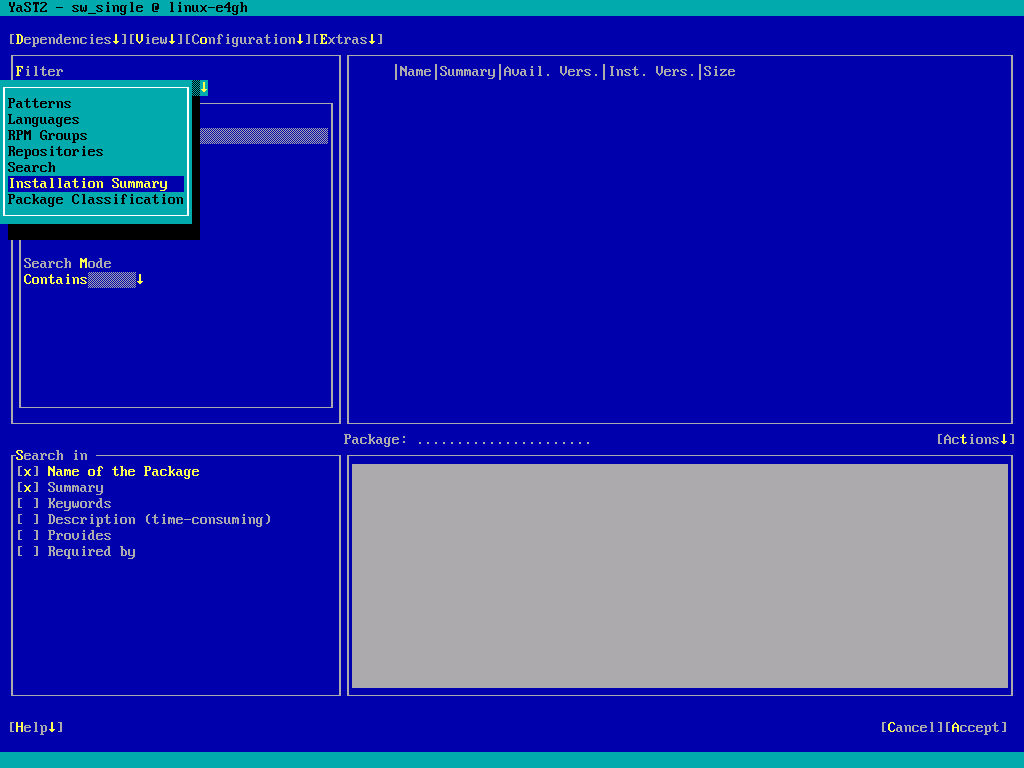 YaST2 - sw_single @ linux-e4gh
[Dependencies↓][View↓][Configuration↓][Extras↓]
Filter
↓
Patterns
Languages
RPM Groups
Repositories
Search
Installation Summary
Package Classification
Search Mode
Contains ↓
|Name|Summary|Avail. Vers.|Inst. Vers.|Size
Package: ...................... [Actions↓]
Search in
[x] Name of the Package
[x] Summary
[ ] Keywords
[ ] Description (time-consuming)
[ ] Provides
[ ] Required by
[Help↓] [Cancel][Accept]